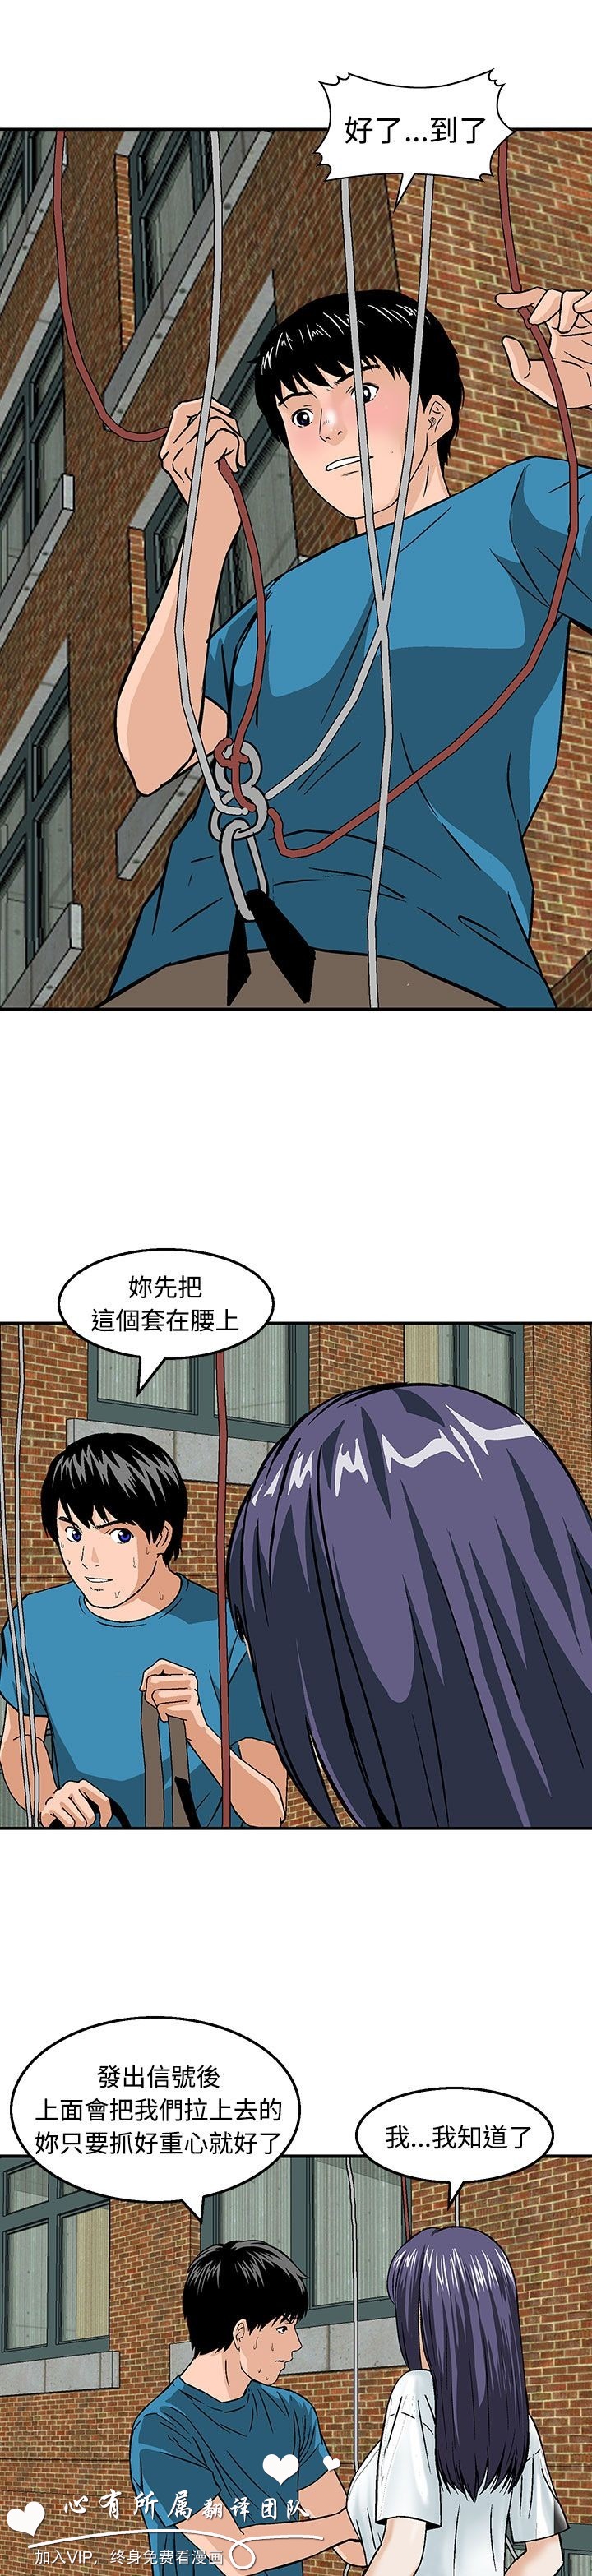 好了...到了
妳先把
這個套在腰上
發出信號後
上面會把我們拉上去的
妳只要抓好重心就好了
我...我知道了
心有所属翻译团队
加入VIP，终身免费看漫画